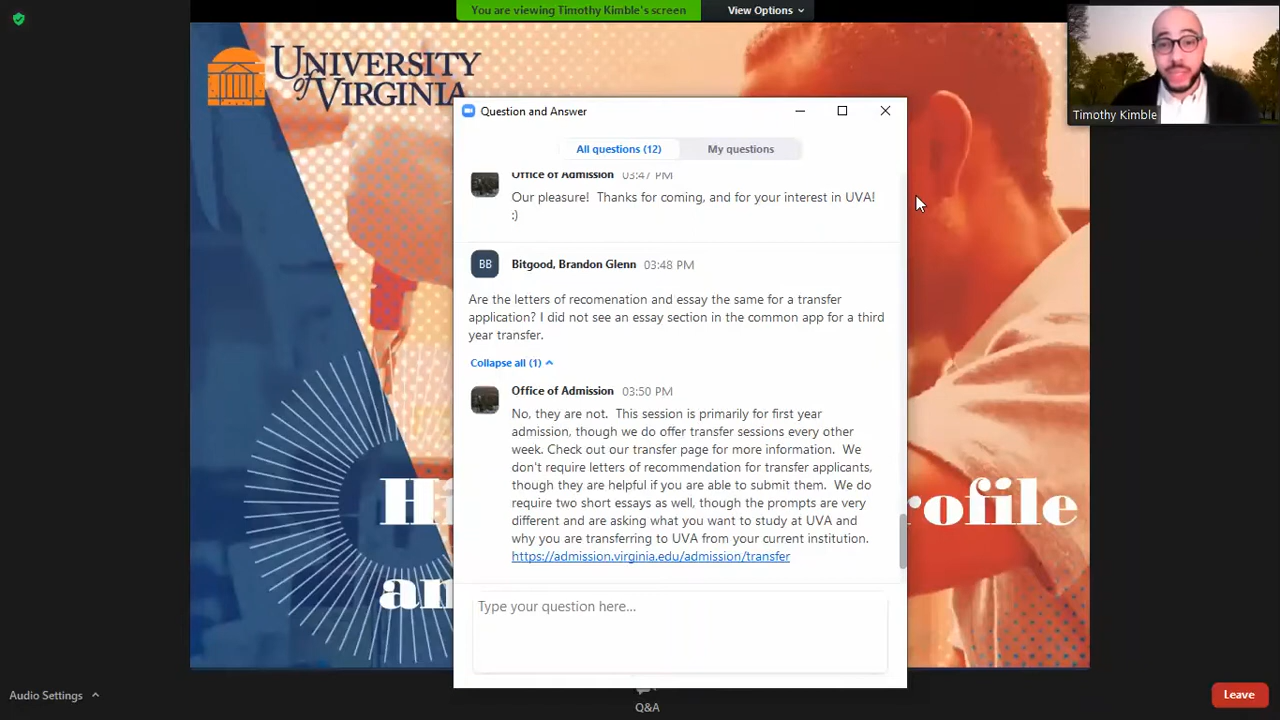 You are viewing Timothy Kimble's screen
View Options
UNIVERSITY
of VIRGINIA
Timothy Kimble
Question and Answer
All questions (12)
My questions
Office of Admission 03:47 PM
Our pleasure! Thanks for coming, and for your interest in UVA!
:)
BB
Bitgood, Brandon Glenn 03:48 PM
Are the letters of recomenation and essay the same for a transfer
application? I did not see an essay section in the common app for a third
year transfer.
Collapse all (1)
Office of Admission 03:50 PM
No, they are not. This session is primarily for first year
admission, though we do offer transfer sessions every other
week. Check out our transfer page for more information. We
don't require letters of recommendation for transfer applicants,
though they are helpful if you are able to submit them. We do
require two short essays as well, though the prompts are very
different and are asking what you want to study at UVA and
why you are transferring to UVA from your current institution.
https://admission.virginia.edu/admission/transfer
Type your question here...
Audio Settings
Q&A
Leave